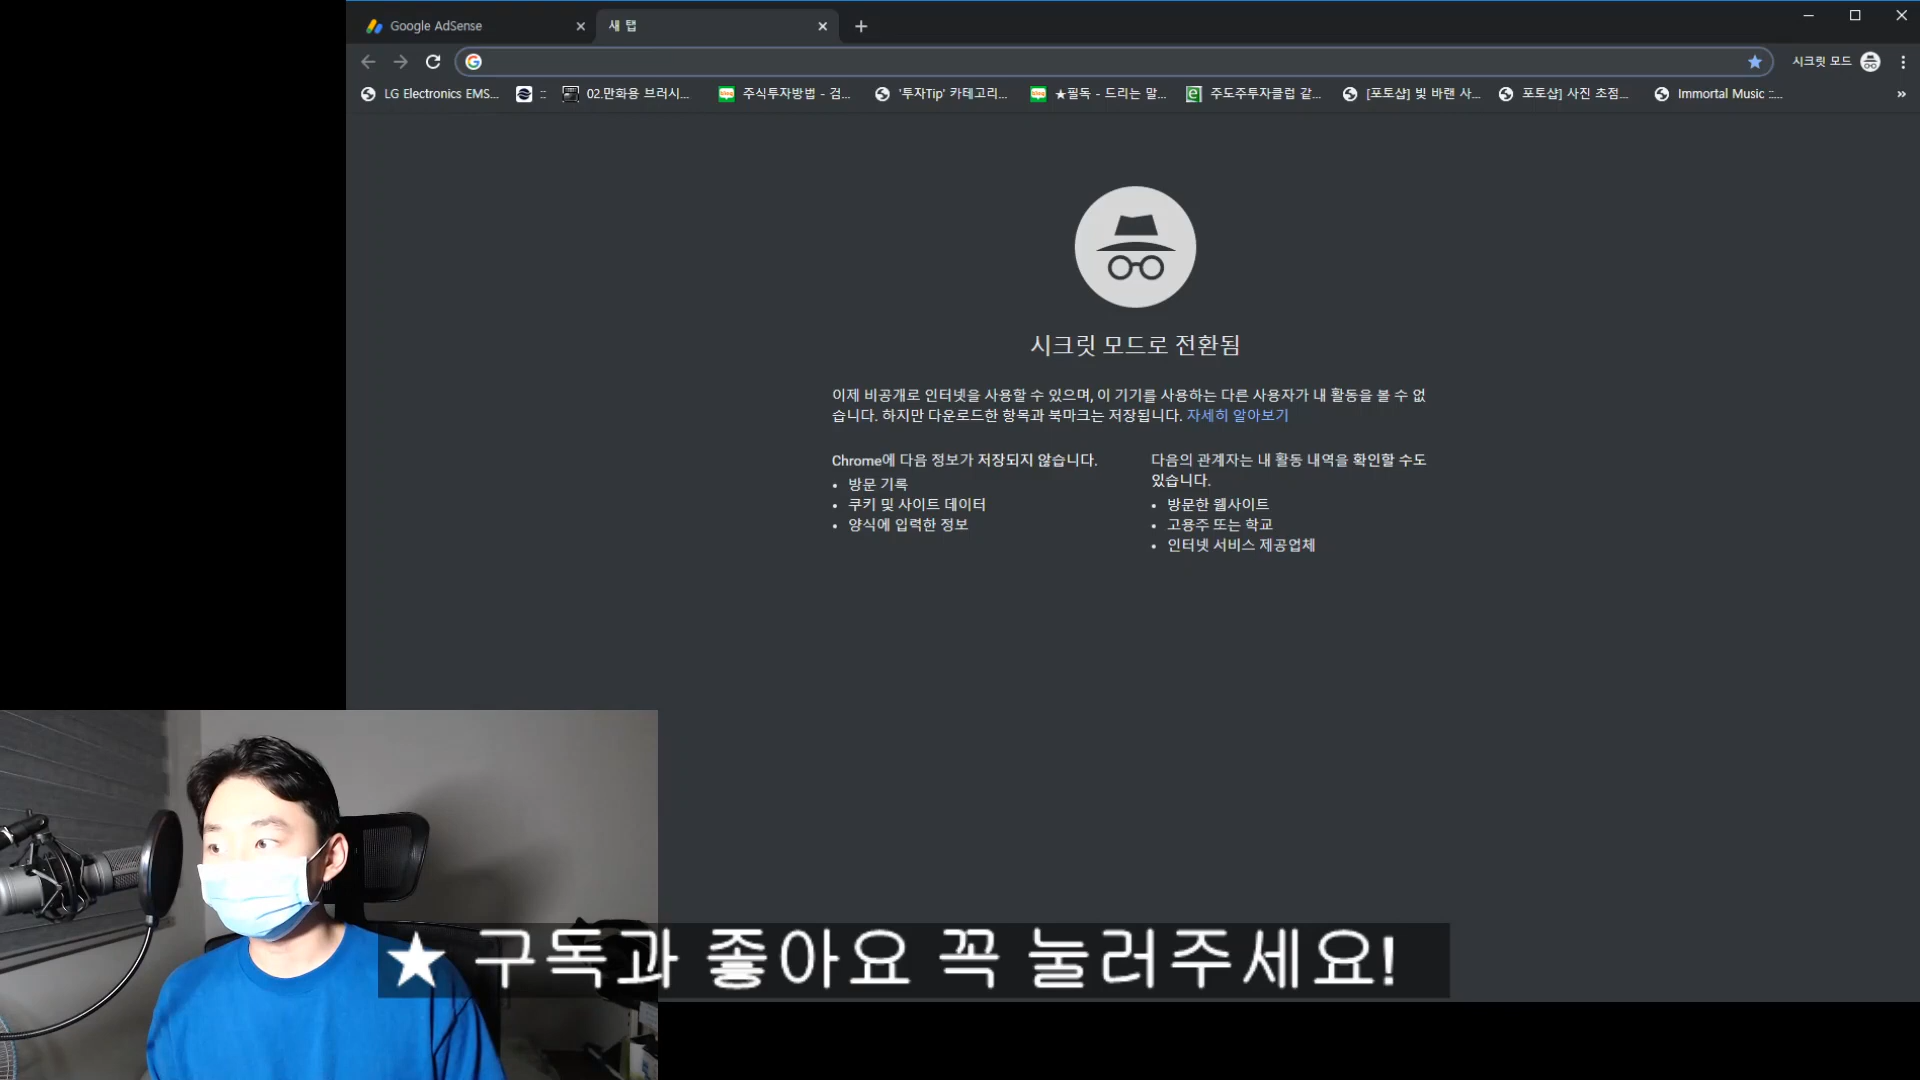 Google AdSense
새 탭
시크릿 모드
LG Electronics EMS...
::
02.만화용 브러시...
주식투자방법 - 검...
'투자Tip' 카테고리...
★필독 - 드리는 말...
주도주투자클럽 같...
[포토샵] 빛 바랜 사...
포토샵] 사진 초점...
Immortal Music ::...
»
시크릿 모드로 전환됨
이제 비공개로 인터넷을 사용할 수 있으며, 이 기기를 사용하는 다른 사용자가 내 활동을 볼 수 없
습니다. 하지만 다운로드한 항목과 북마크는 저장됩니다. 자세히 알아보기
Chrome에 다음 정보가 저장되지 않습니다.
• 방문 기록
• 쿠키 및 사이트 데이터
• 양식에 입력한 정보
다음의 관계자는 내 활동 내역을 확인할 수도
있습니다.
• 방문한 웹사이트
• 고용주 또는 학교
• 인터넷 서비스 제공업체
★ 구독과 좋아요 꼭 눌러주세요!